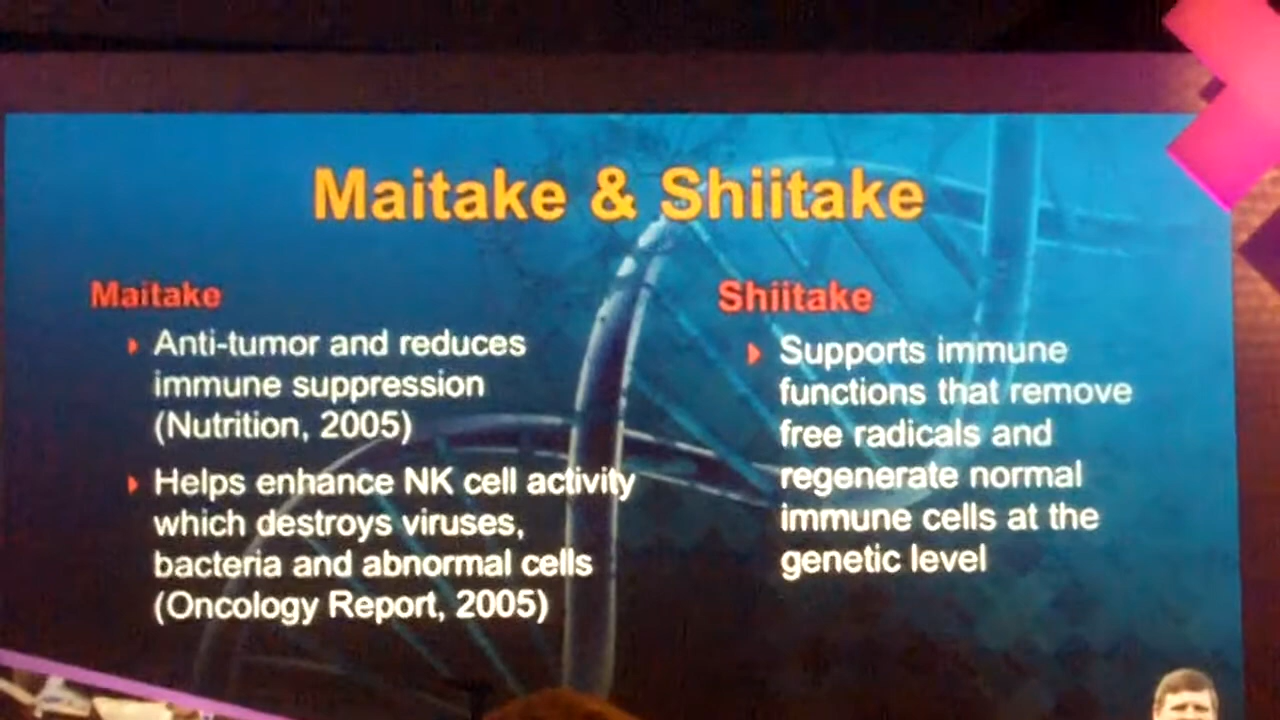 Maitake & Shiitake
Maitake
Anti-tumor and reduces
immune suppression
(Nutrition, 2005)
Helps enhance NK cell activity
which destroys viruses,
bacteria and abnormal cells
(Oncology Report, 2005)
Shiitake
Supports immune
functions that remove
free radicals and
regenerate normal
immune cells at the
genetic level